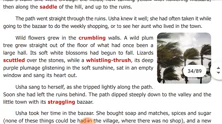 then along the saddle of the hill, and up to the ruins.
The path went straight through the ruins. Usha knew it well; she had often taken it while
going to the bazaar to do the weekly shopping, or to see her aunt who lived in the town.
Wild flowers grew in the crumbling walls. A wild plum
tree grew straight out of the floor of what had once been a
large hall. Its soft white blossoms had begun to fall. Lizards
scuttled over the stones, while a whistling-thrush, its deep
purple plumage glistening in the soft sunshine, sat in an empty
window and sang its heart out.
34/89
Usha sang to herself, as she tripped lightly along the path.
Soon she had left the ruins behind. The path dipped steeply down to the valley and the
little town with its straggling bazaar.
Usha took her time in the bazaar. She bought soap and matches, spices and sugar
(none of these things could be had in the village, where there was no shop), and a new